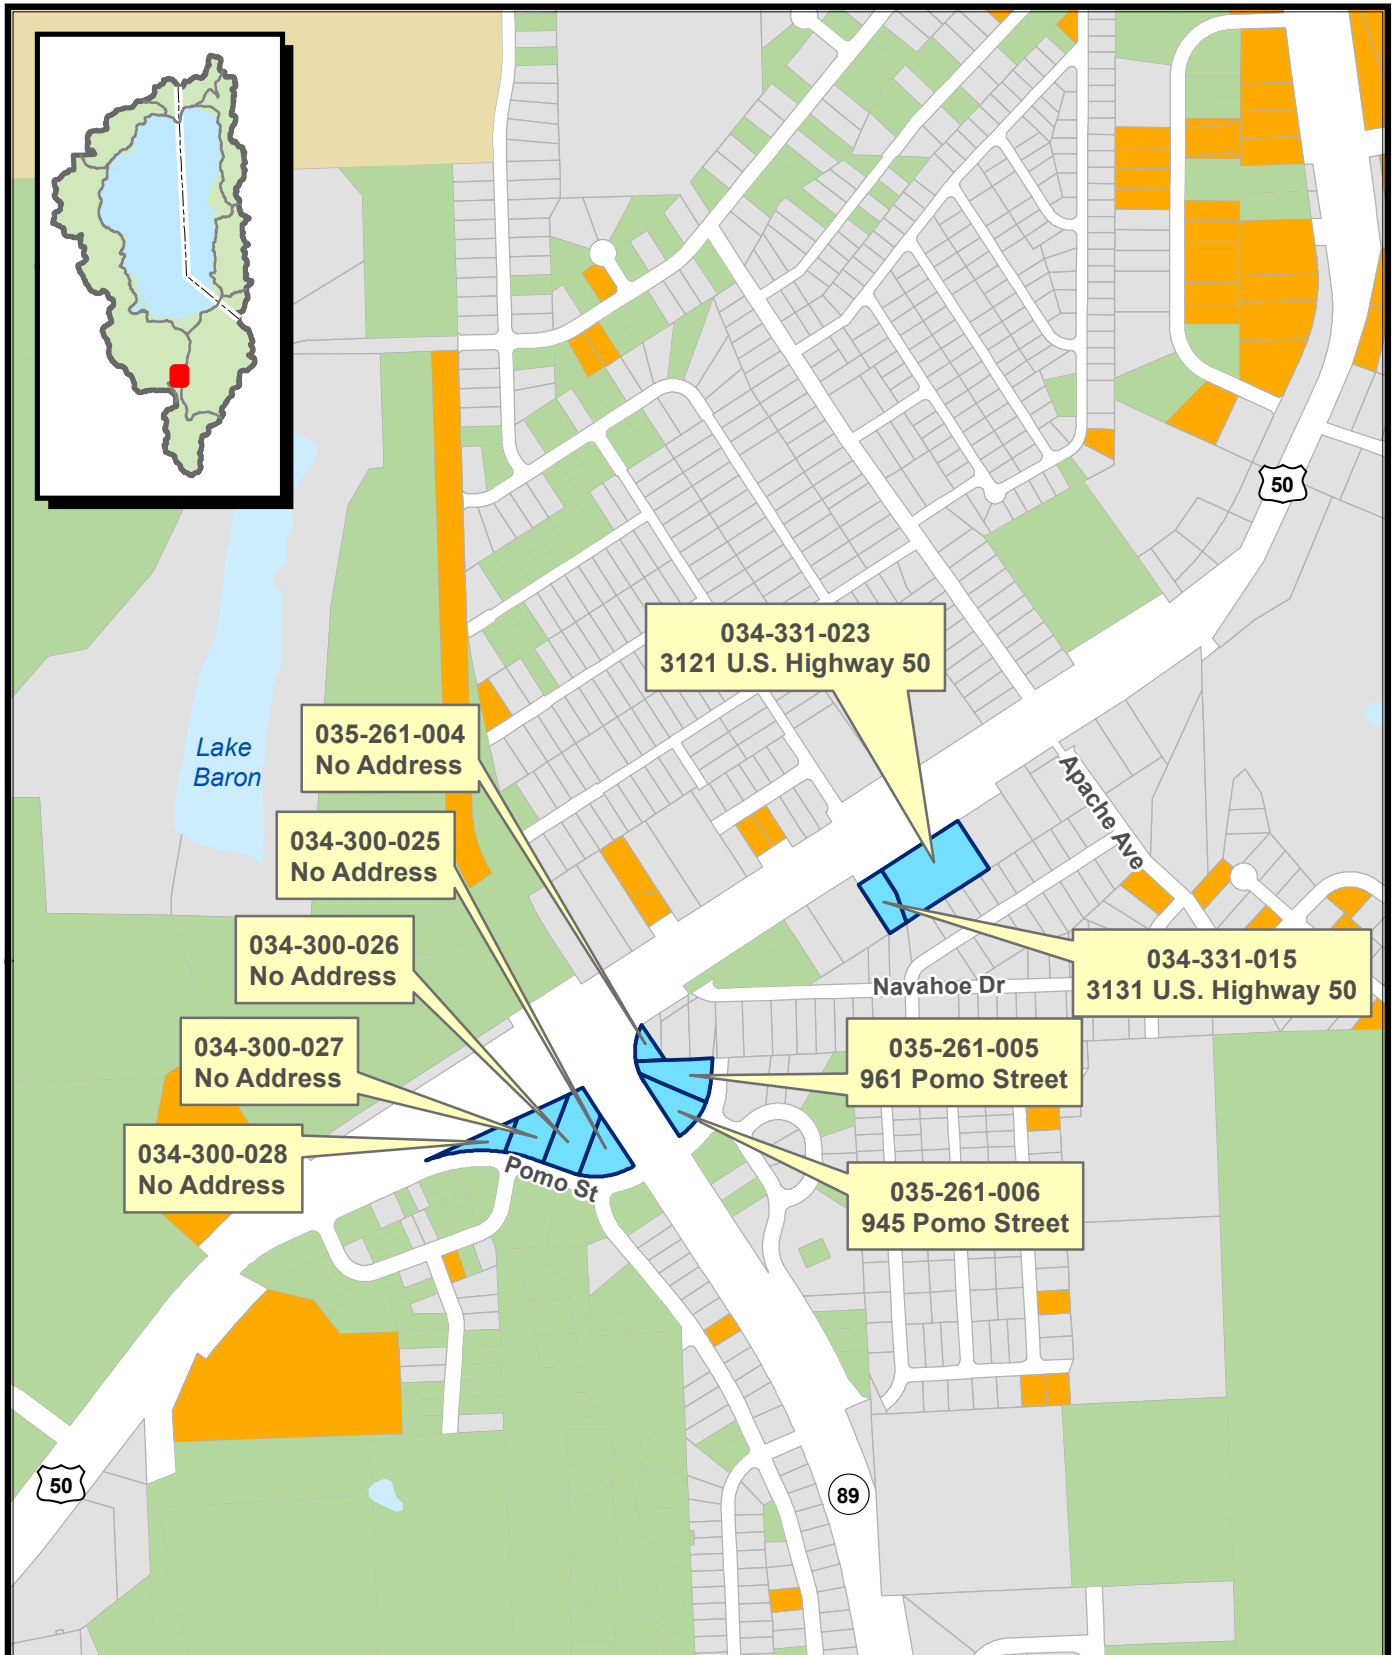 50
034-331-023
3121 U.S. Highway 50
035-261-004
No Address
Lake
Baron
Apache Ave
034-300-025
No Address
034-300-026
No Address
034-331-015
3131 U.S. Highway 50
Navahoe Dr
034-300-027
No Address
035-261-005
961 Pomo Street
034-300-028
No Address
Pomo St
035-261-006
945 Pomo Street
50
89